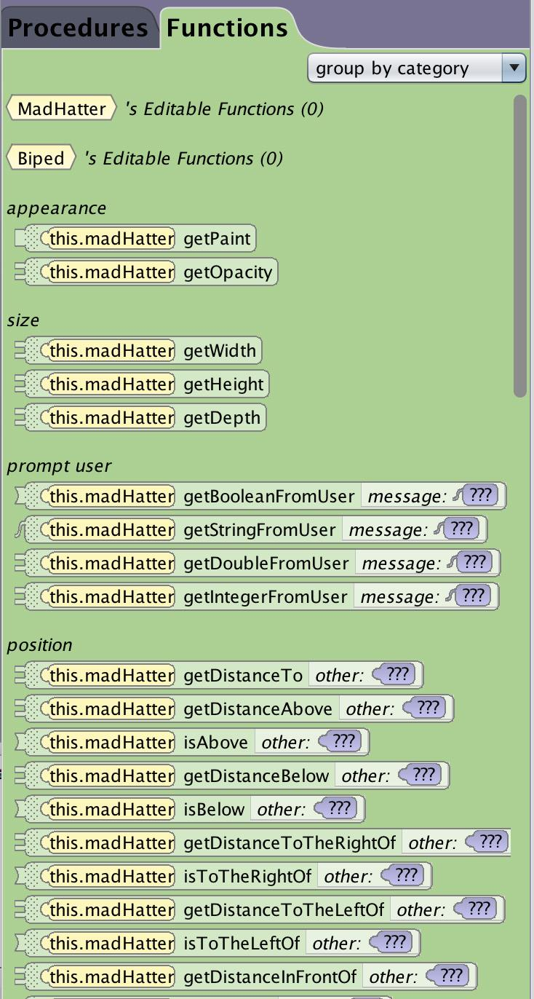 Procedures Functions
group by category
MadHatter 's Editable Functions (0)
Biped 's Editable Functions (0)
appearance
this.madHatter getPaint
this.madHatter getOpacity
size
this.madHatter getWidth
this.madHatter getHeight
this.madHatter getDepth
prompt user
this.madHatter getBooleanFromUser message: ???
this.madHatter getStringFromUser message: ???
this.madHatter getDoubleFromUser message: ???
this.madHatter getIntegerFromUser message: ???
position
this.madHatter getDistanceTo other: ???
this.madHatter getDistanceAbove other: ???
this.madHatter isAbove other: ???
this.madHatter getDistanceBelow other: ???
this.madHatter isBelow other: ???
this.madHatter getDistanceToTheRightOf other: ???
this.madHatter isToTheRightOf other: ???
this.madHatter getDistanceToTheLeftOf other: ???
this.madHatter isToTheLeftOf other: ???
this.madHatter getDistanceInFrontOf other: ???